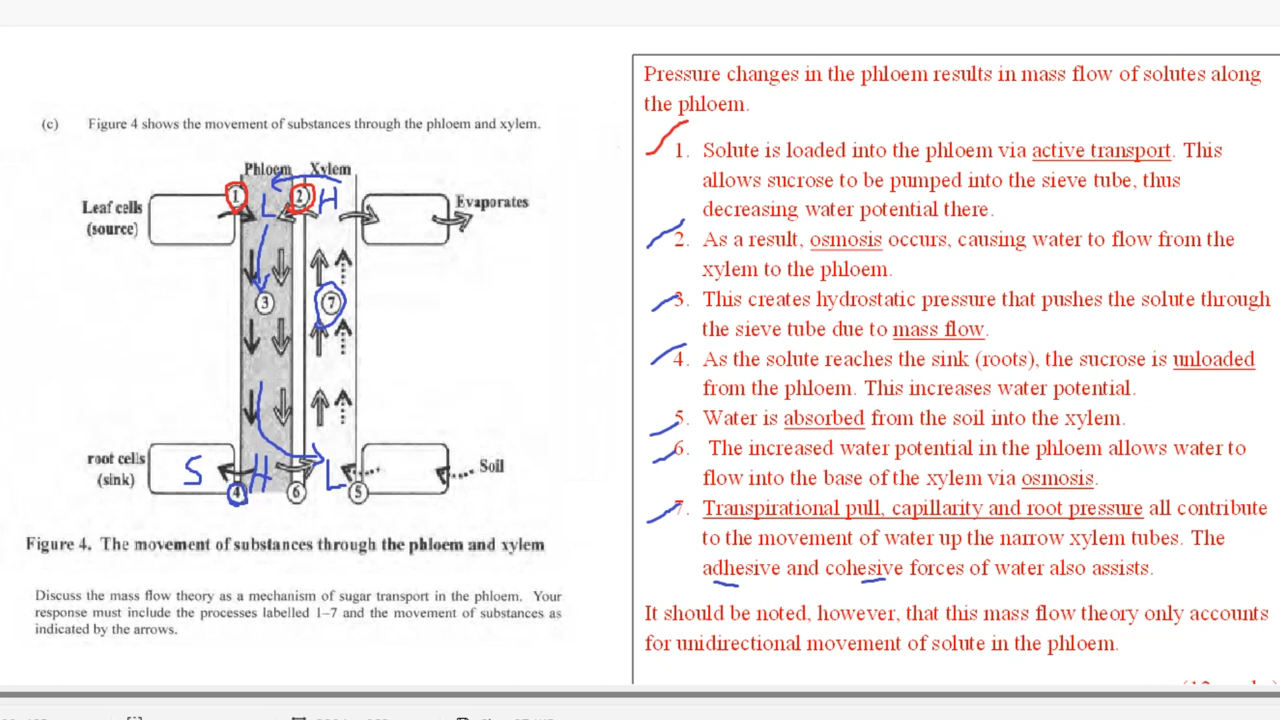 (c) Figure 4 shows the movement of substances through the phloem and xylem.
Phloem Xylem
1
2
L
H
Leaf cells
(source)
Evaporates
3
7
root cells
(sink)
S
H
L
Soil
4
6
5
Figure 4. The movement of substances through the phloem and xylem
Discuss the mass flow theory as a mechanism of sugar transport in the phloem. Your
response must include the processes labelled 1–7 and the movement of substances as
indicated by the arrows.
Pressure changes in the phloem results in mass flow of solutes along
the phloem.
1. Solute is loaded into the phloem via active transport. This
allows sucrose to be pumped into the sieve tube, thus
decreasing water potential there.
2. As a result, osmosis occurs, causing water to flow from the
xylem to the phloem.
3. This creates hydrostatic pressure that pushes the solute through
the sieve tube due to mass flow.
4. As the solute reaches the sink (roots), the sucrose is unloaded
from the phloem. This increases water potential.
5. Water is absorbed from the soil into the xylem.
6. The increased water potential in the phloem allows water to
flow into the base of the xylem via osmosis.
7. Transpirational pull, capillarity and root pressure all contribute
to the movement of water up the narrow xylem tubes. The
adhesive and cohesive forces of water also assists.
It should be noted, however, that this mass flow theory only accounts
for unidirectional movement of solute in the phloem.